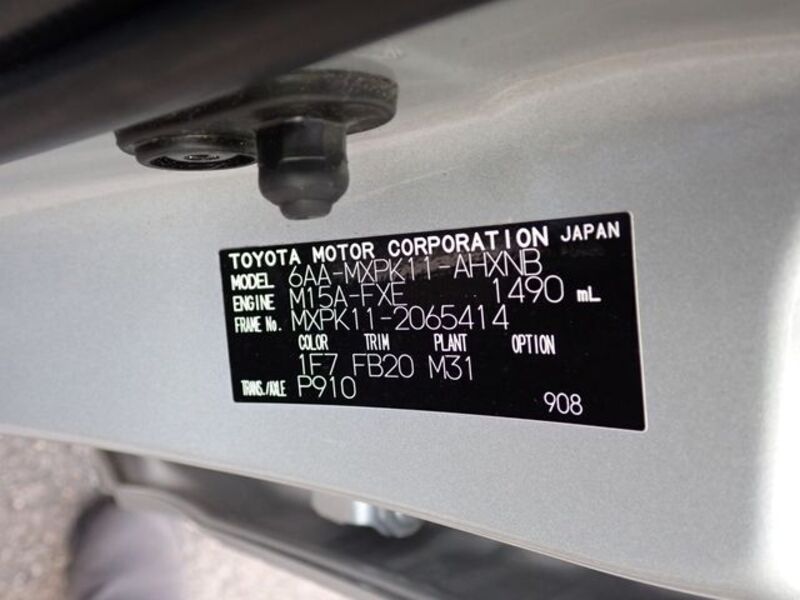 TOYOTA MOTOR CORPORATION JAPAN
MODEL 6AA-MXPK11-AHXNB
ENGINE M15A-FXE 1490 mL
FRAME No. MXPK11-2065414
COLOR TRIM PLANT OPTION
1F7 FB20 M31
TRANS./AXLE P910
908